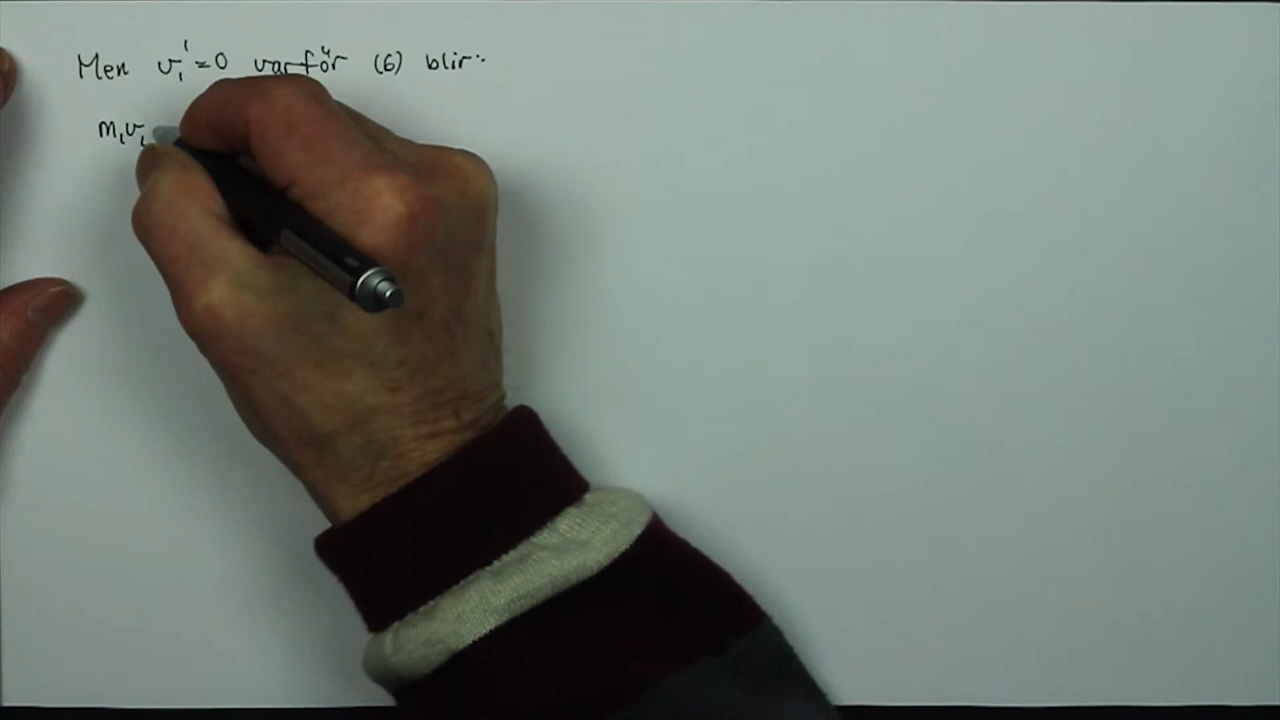 Men v₁' = 0 varför (6) blir:
m₁v₁